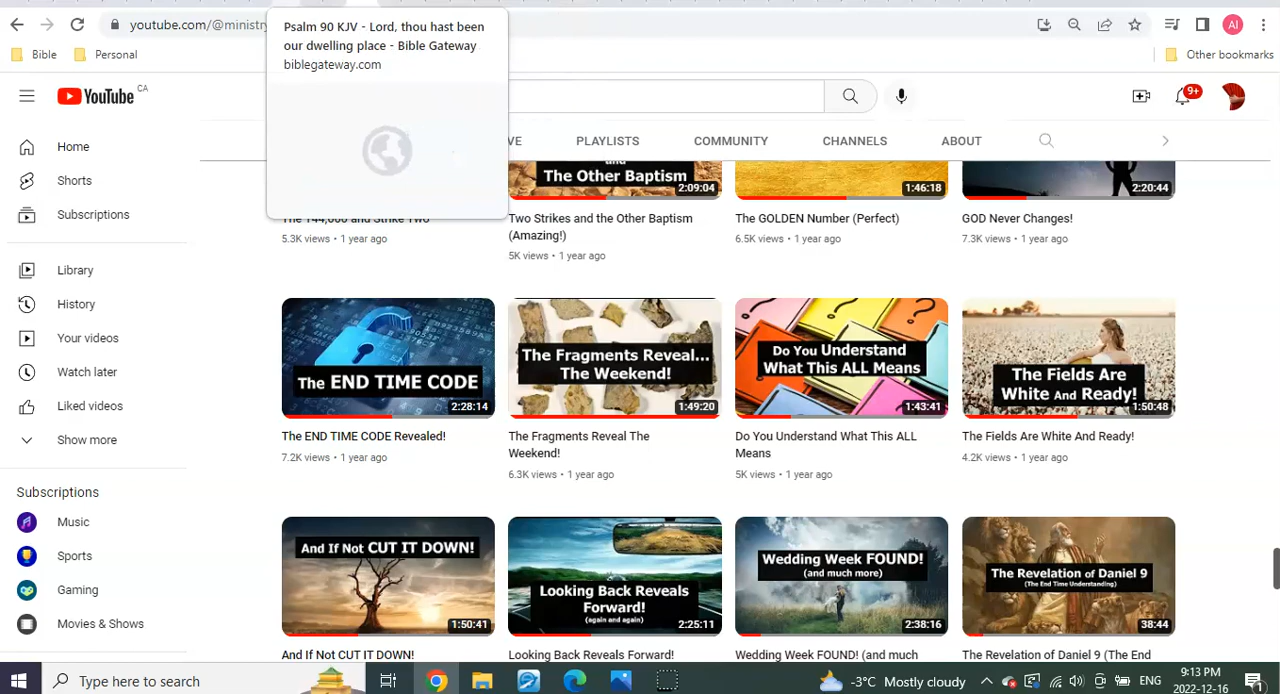 youtube.com/@ministry
Psalm 90 KJV - Lord, thou hast been
our dwelling place - Bible Gateway
biblegateway.com
AI
Bible
Personal
Other bookmarks
YouTube CA
9+
VE
PLAYLISTS
COMMUNITY
CHANNELS
ABOUT
Home
Shorts
Subscriptions
Library
History
Your videos
Watch later
Liked videos
Show more
Subscriptions
Music
Sports
Gaming
Movies & Shows
The 144,000 and Strike Two
5.3K views • 1 year ago
and
The Other Baptism
2:09:04
Two Strikes and the Other Baptism
(Amazing!)
5K views • 1 year ago
1:46:18
The GOLDEN Number (Perfect)
6.5K views • 1 year ago
2:20:44
GOD Never Changes!
7.3K views • 1 year ago
The END TIME CODE
2:28:14
The END TIME CODE Revealed!
7.2K views • 1 year ago
The Fragments Reveal...
The Weekend!
1:49:20
The Fragments Reveal The
Weekend!
6.3K views • 1 year ago
Do You Understand
What This ALL Means
1:43:41
Do You Understand What This ALL
Means
5K views • 1 year ago
The Fields Are
White And Ready!
1:50:48
The Fields Are White And Ready!
4.2K views • 1 year ago
And If Not CUT IT DOWN!
1:50:41
And If Not CUT IT DOWN!
Looking Back Reveals
Forward!
(again and again)
2:25:11
Looking Back Reveals Forward!
Wedding Week FOUND!
(and much more)
2:38:16
Wedding Week FOUND! (and much
The Revelation of Daniel 9
(The End Time Understanding)
38:44
The Revelation of Daniel 9 (The End
Type here to search
-3°C Mostly cloudy
ENG
9:13 PM
2022-12-16
1